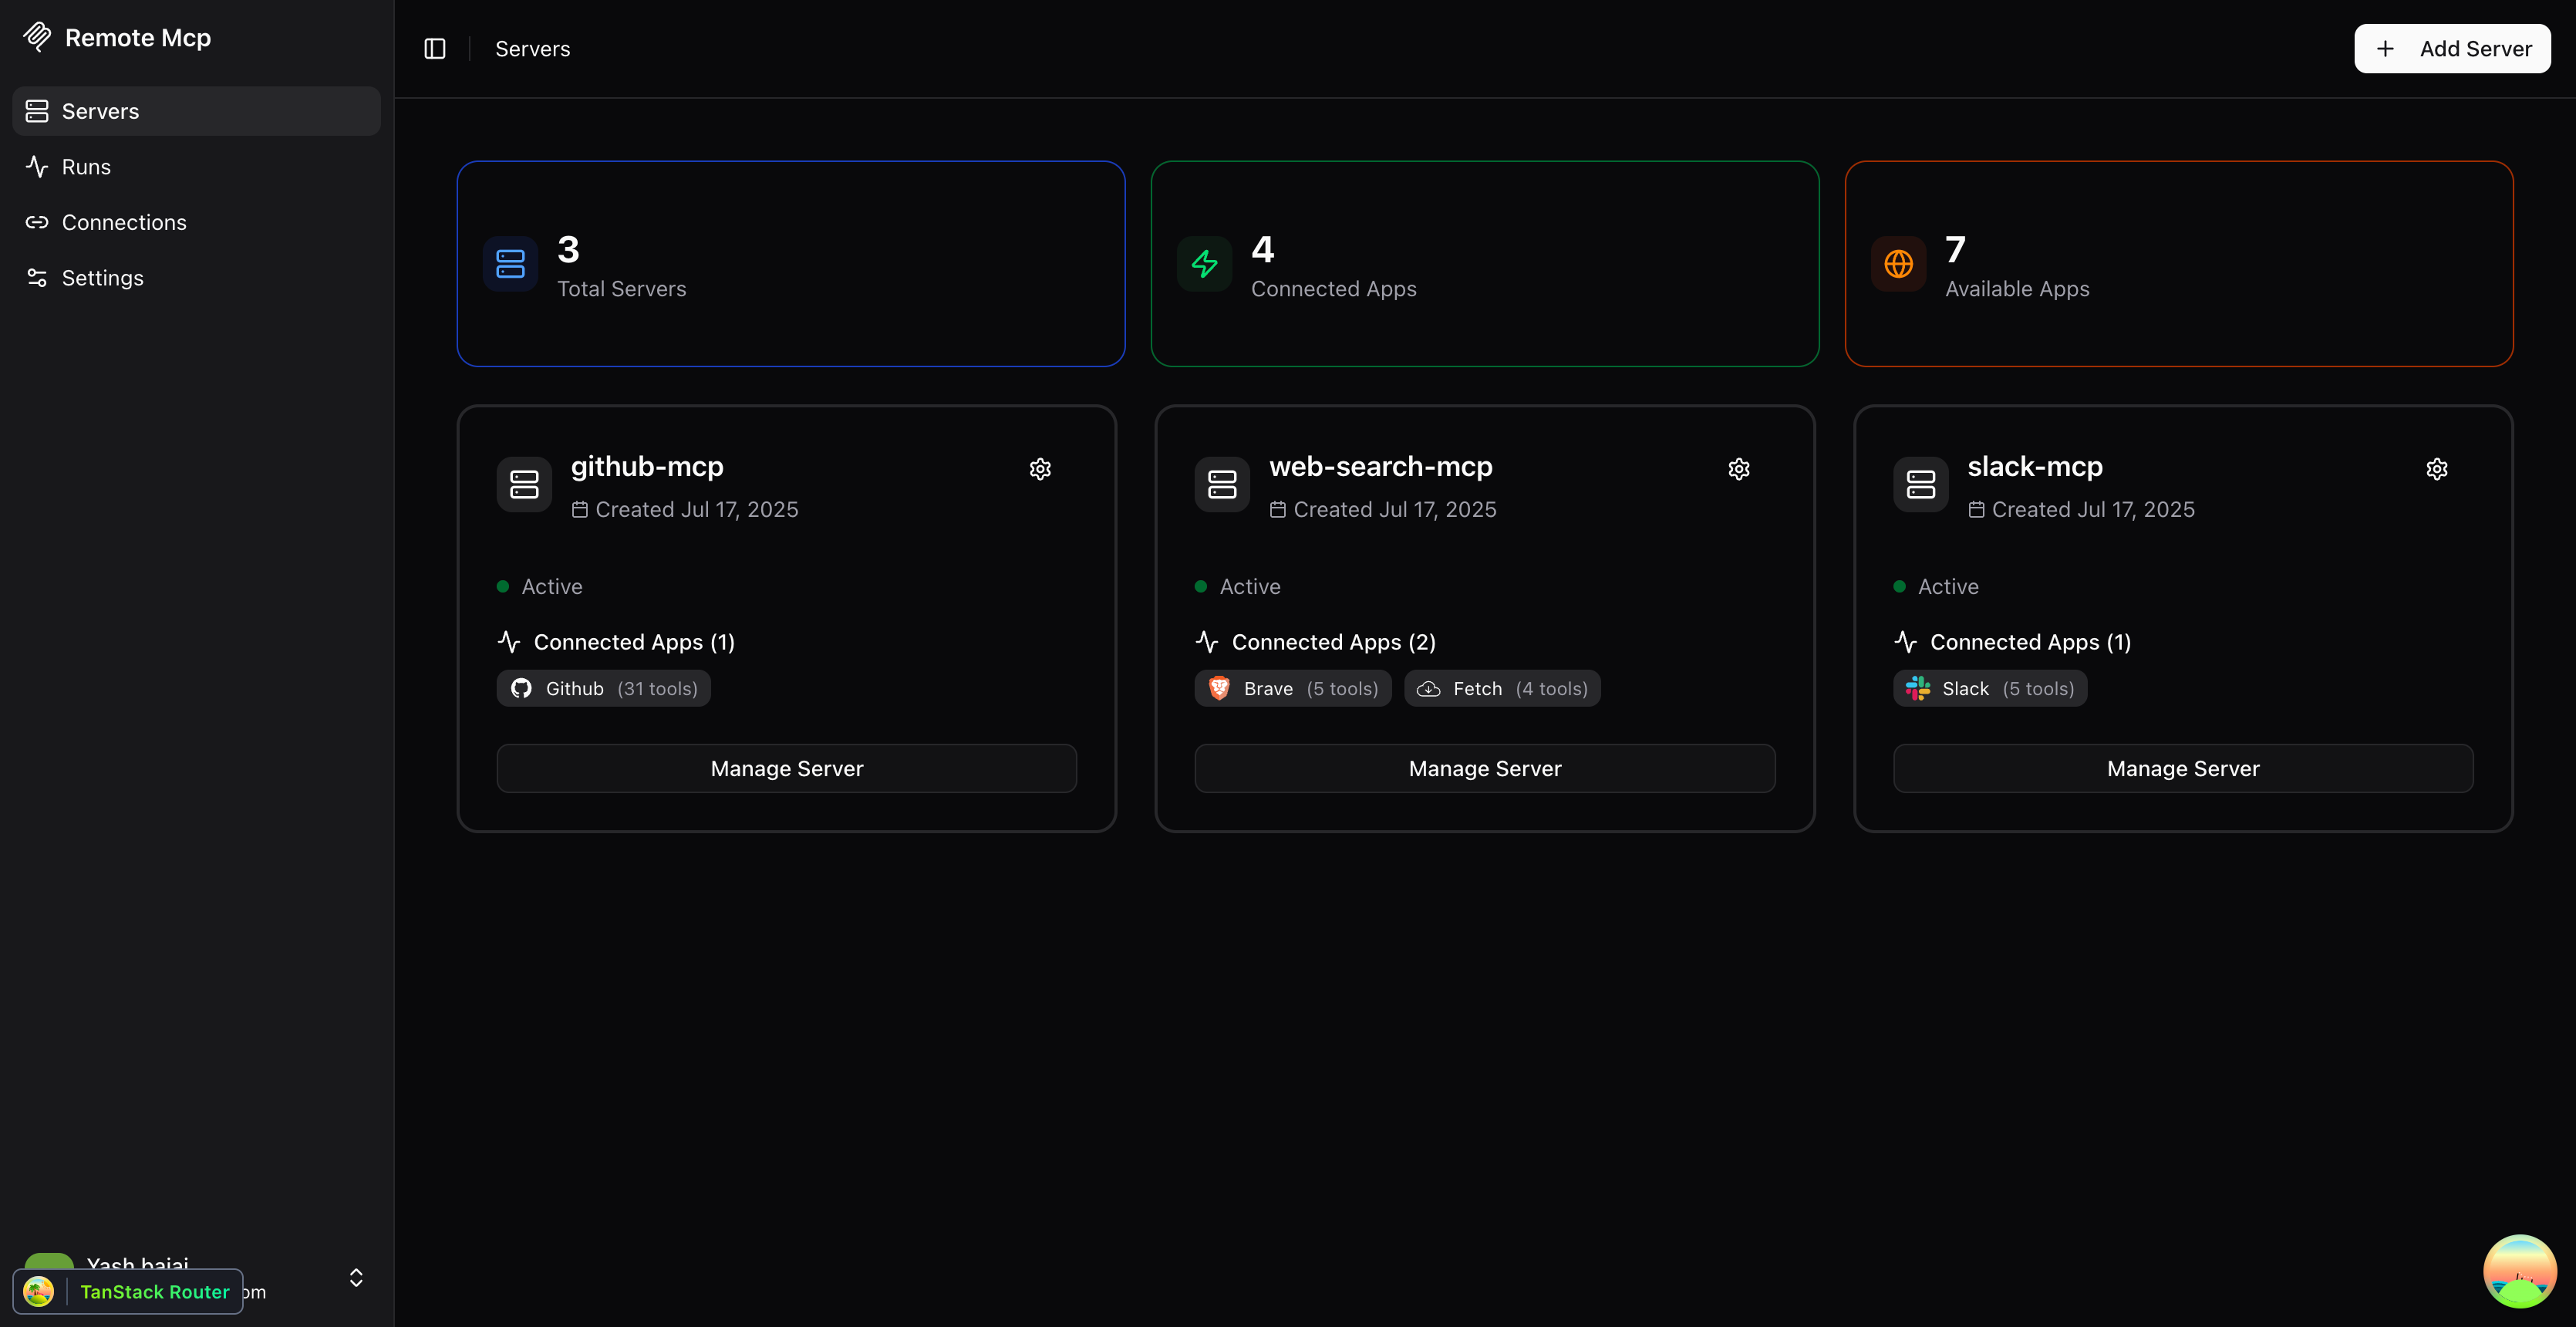 Remote Mcp
Servers
Runs
Connections
Settings
Servers
Add Server
3
Total Servers
4
Connected Apps
7
Available Apps
github-mcp
Created Jul 17, 2025
Active
Connected Apps (1)
Github (31 tools)
Manage Server
web-search-mcp
Created Jul 17, 2025
Active
Connected Apps (2)
Brave (5 tools) Fetch (4 tools)
Manage Server
slack-mcp
Created Jul 17, 2025
Active
Connected Apps (1)
Slack (5 tools)
Manage Server
Yash bajaj
TanStack Router om